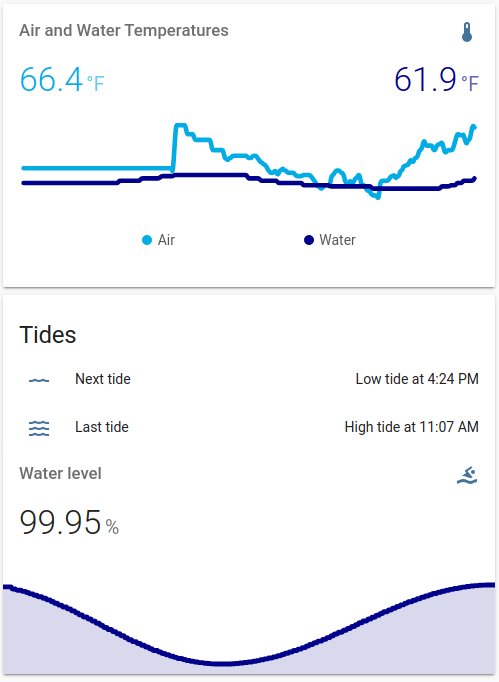 Air and Water Temperatures
66.4 °F 61.9 °F
Air Water
Tides
Next tide Low tide at 4:24 PM
Last tide High tide at 11:07 AM
Water level
99.95 %